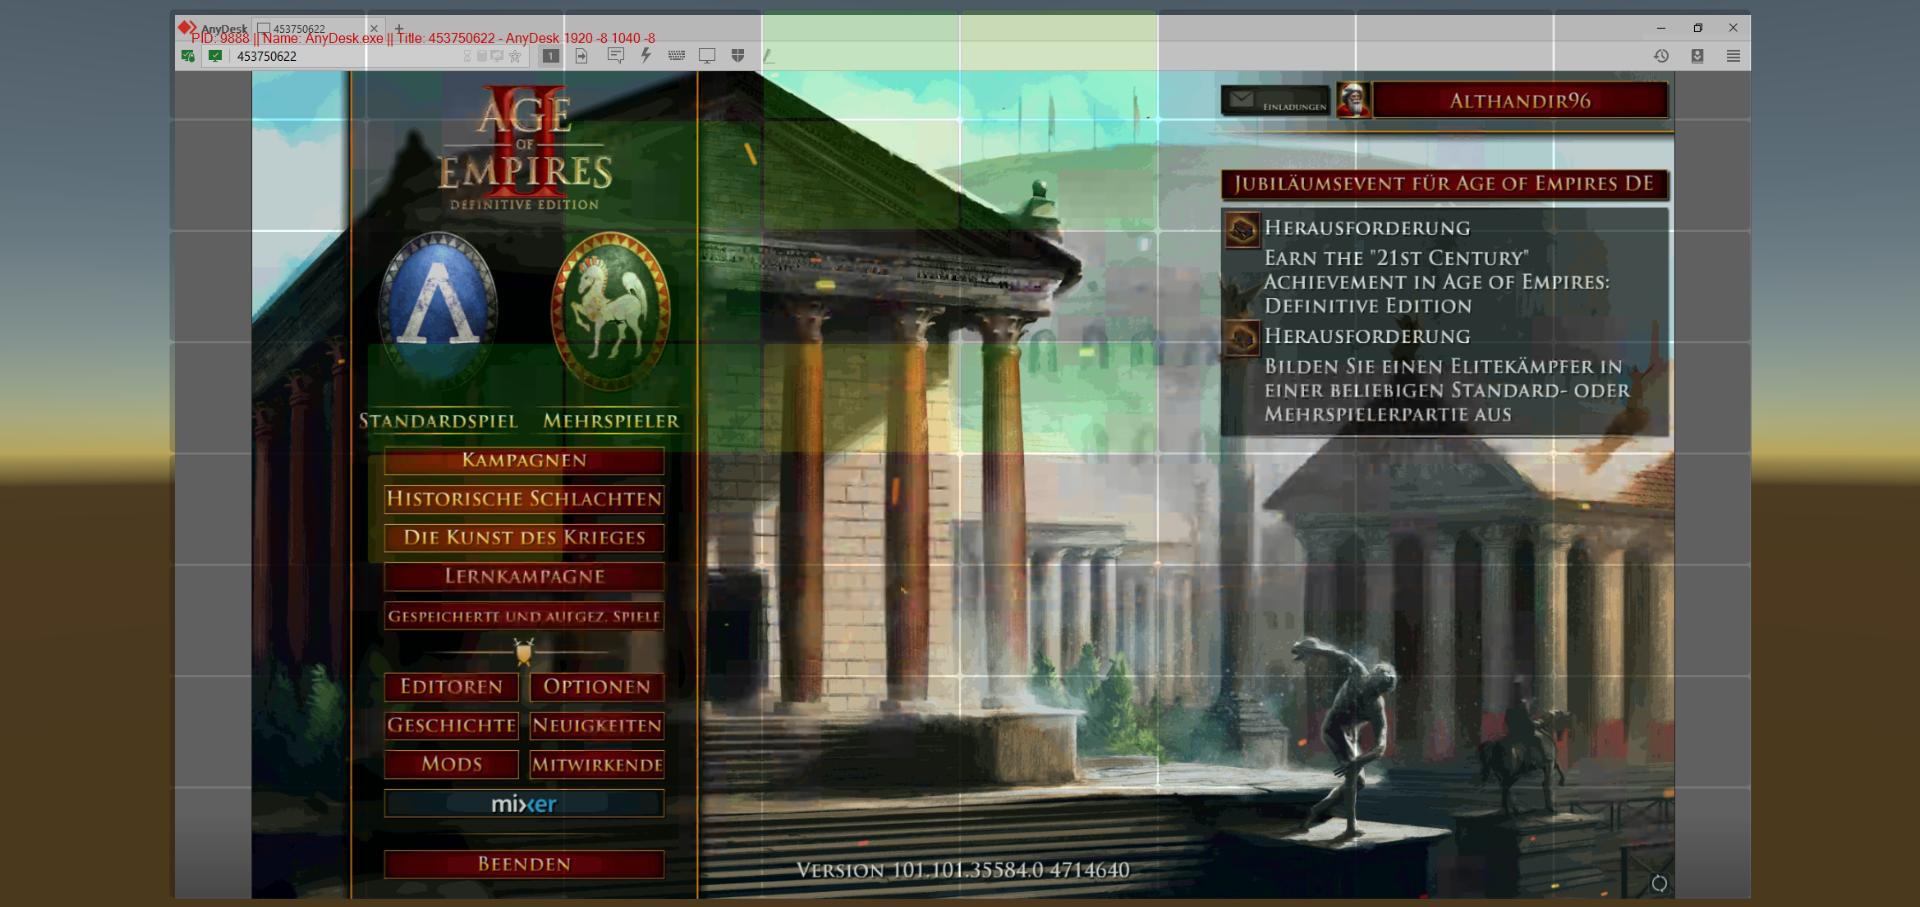 AnyDesk
453750622
PID: 9888 || Name: AnyDesk.exe || Title: 453750622 - AnyDesk 1920 -8 1040 -8
453750622
1
AGE
II
OF
EMPIRES
DEFINITIVE EDITION
EINLADUNGEN
ALTHANDIR96
JUBILÄUMSEVENT FÜR AGE OF EMPIRES DE
HERAUSFORDERUNG
EARN THE "21ST CENTURY"
ACHIEVEMENT IN AGE OF EMPIRES:
DEFINITIVE EDITION
HERAUSFORDERUNG
BILDEN SIE EINEN ELITEKÄMPFER IN
EINER BELIEBIGEN STANDARD- ODER
MEHRSPIELERPARTIE AUS
STANDARDSPIEL
MEHRSPIELER
KAMPAGNEN
HISTORISCHE SCHLACHTEN
DIE KUNST DES KRIEGES
LERNKAMPAGNE
GESPEICHERTE UND AUFGEZ. SPIELE
EDITOREN
OPTIONEN
GESCHICHTE
NEUIGKEITEN
MODS
MITWIRKENDE
mixer
BEENDEN
VERSION 101.101.35584.0 4714640